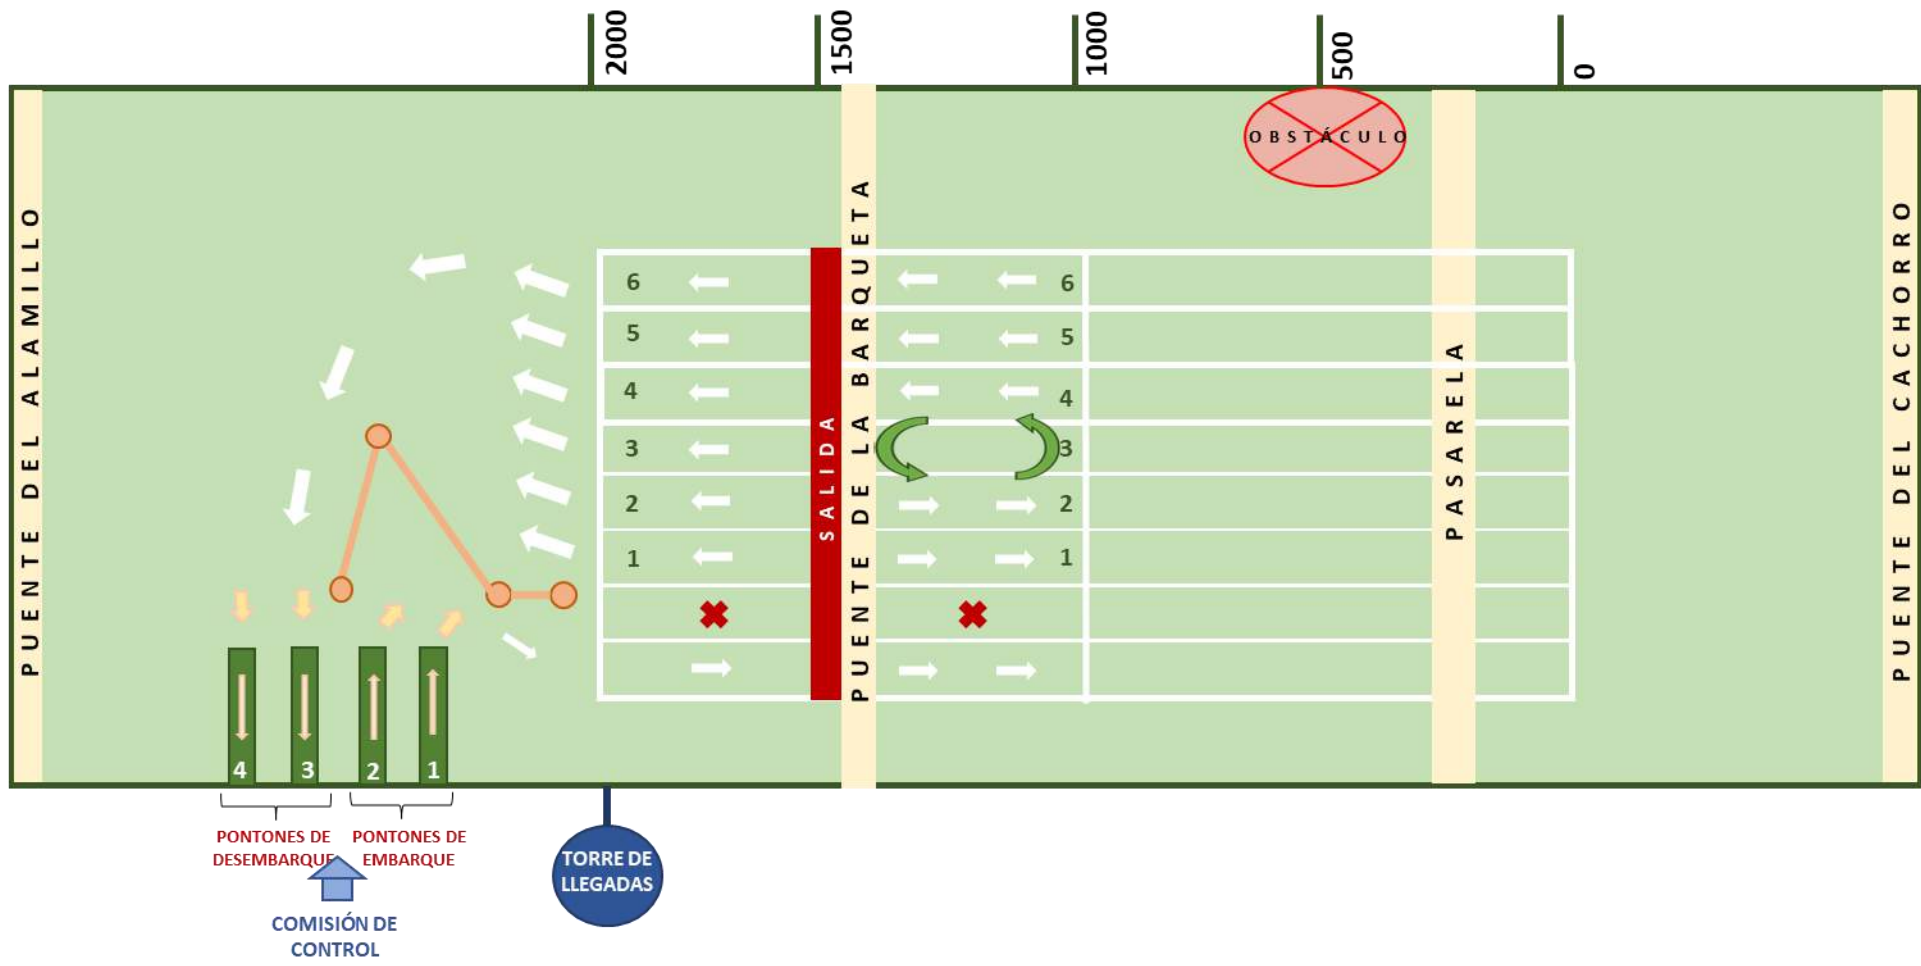 2000
1500
1000
500
0
OBSTÁCULO
PUENTE DEL ALAMILLO
SALIDA
PUENTE DE LA BARQUETA
PASARELA
PUENTE DEL CACHORRO
6
6
5
5
4
4
3
3
2
2
1
1
4
3
2
1
PONTONES DE
DESEMBARQUE
PONTONES DE
EMBARQUE
TORRE DE
LLEGADAS
COMISIÓN DE
CONTROL